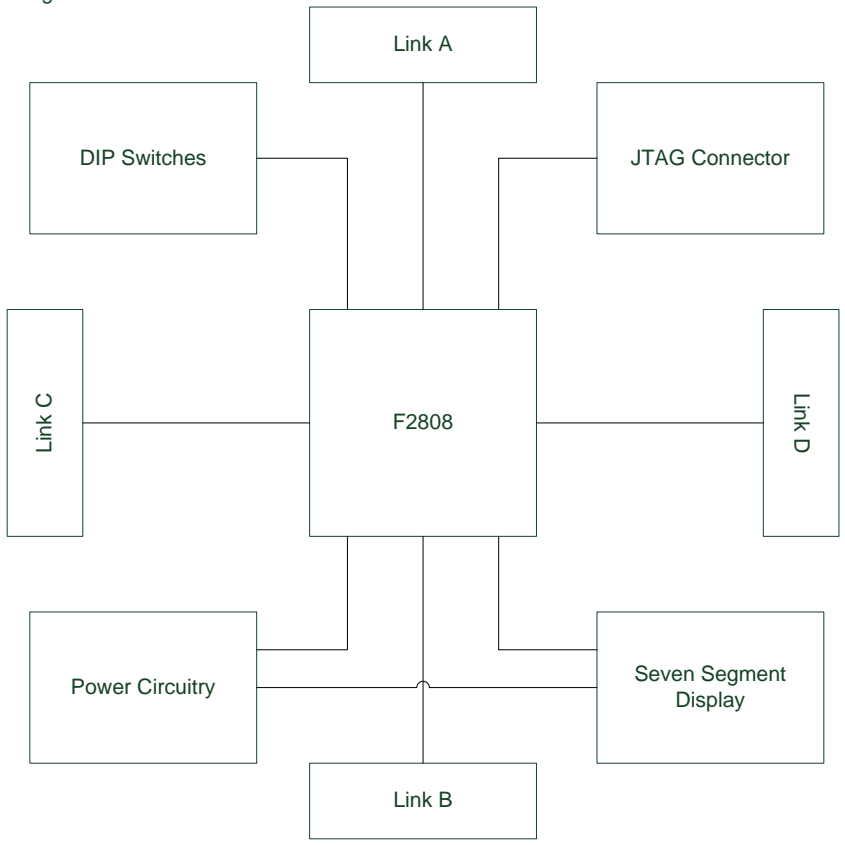 Link A
DIP Switches
JTAG Connector
Link C
F2808
Link D
Power Circuitry
Seven Segment
Display
Link B